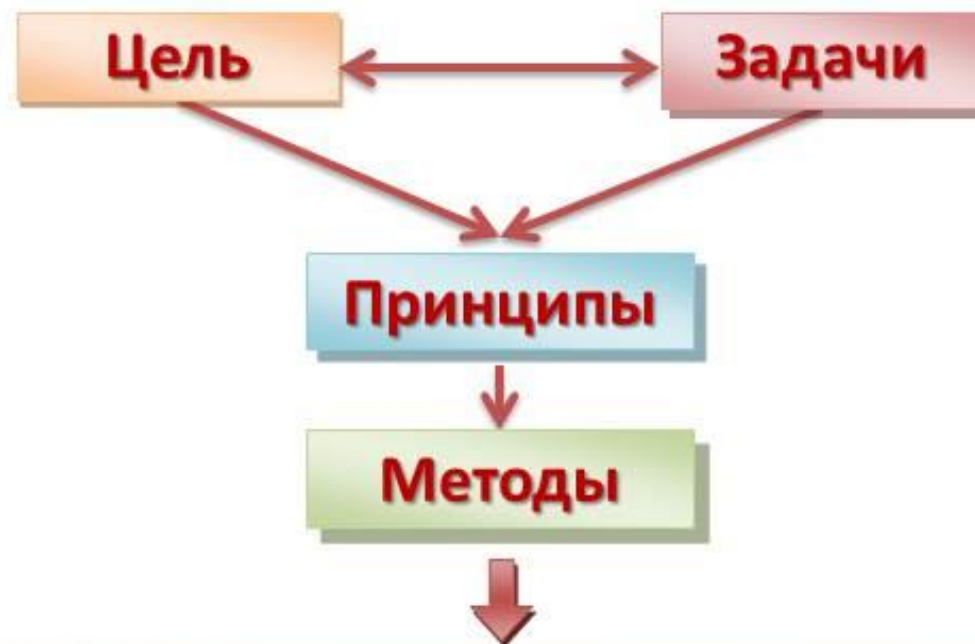 Цель
Задачи
Принципы
Методы